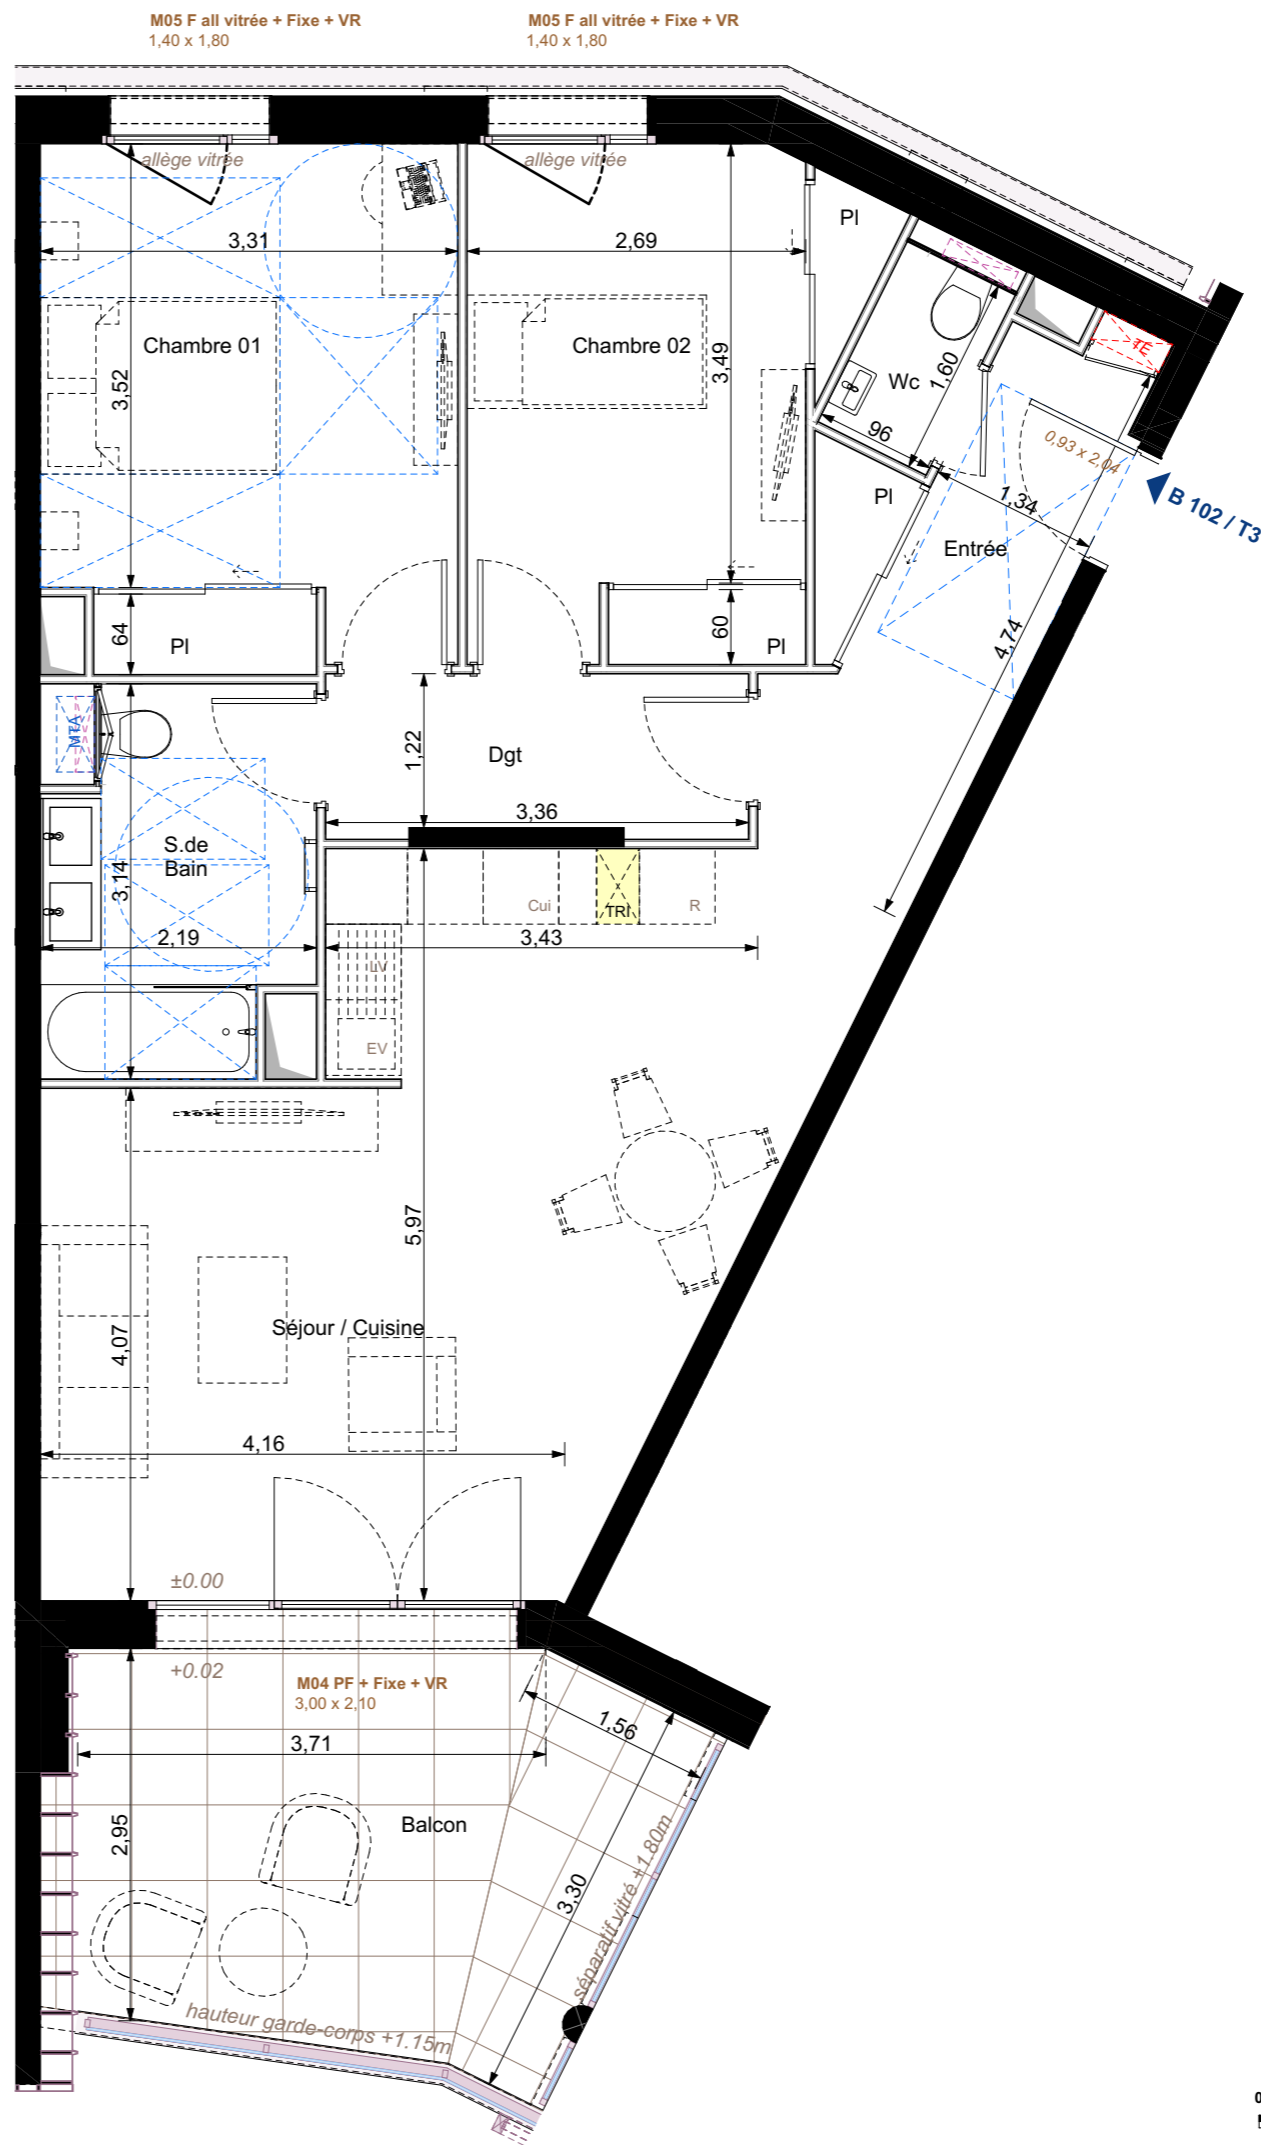 M05 F all vitrée + Fixe + VR
1,40 x 1,80
M05 F all vitrée + Fixe + VR
1,40 x 1,80
allège vitrée
allège vitrée
3,31
2,69
Pl
Chambre 01
Chambre 02
3,52
3,49
Wc
1,60
TE
96
0,93 x 2,04
1,34
B 102 / T3
Pl
Entrée
4,74
64
Pl
60
Pl
MTA
1,22
Dgt
3,36
S.de
Bain
3,14
Cui
TRI
R
2,19
3,43
LV
EV
5,97
4,07
Séjour / Cuisine
4,16
±0.00
+0.02
M04 PF + Fixe + VR
3,00 x 2,10
3,71
1,56
2,95
Balcon
3,30
séparatif vitré +1.80m
hauteur garde-corps +1.15m